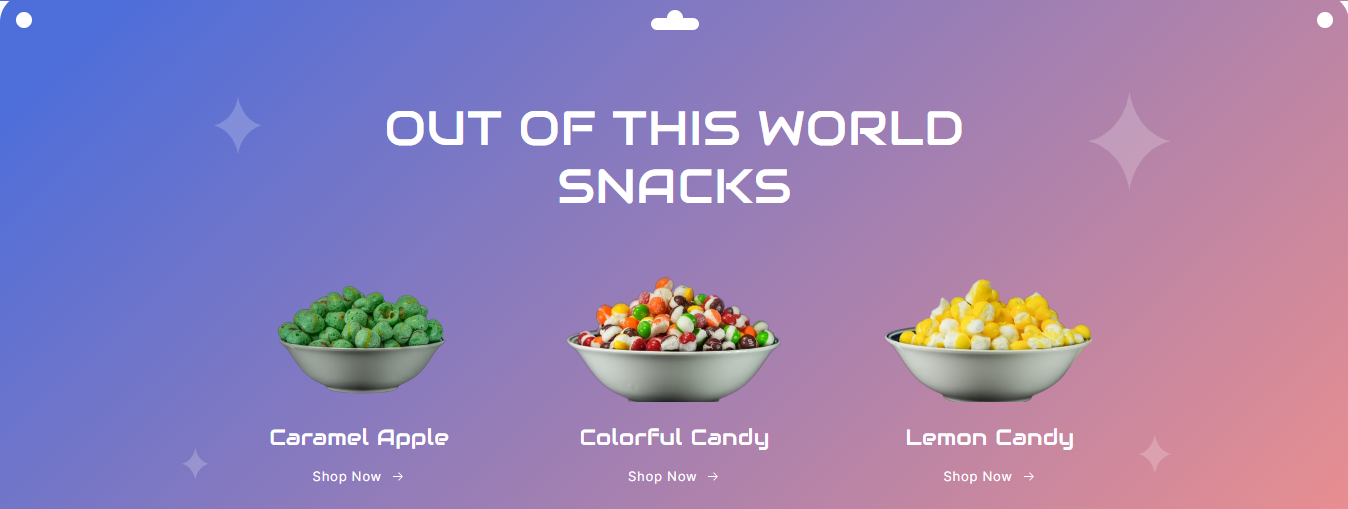 OUT OF THIS WORLD
SNACKS
Caramel Apple
Colorful Candy
Lemon Candy
Shop Now →
Shop Now →
Shop Now →